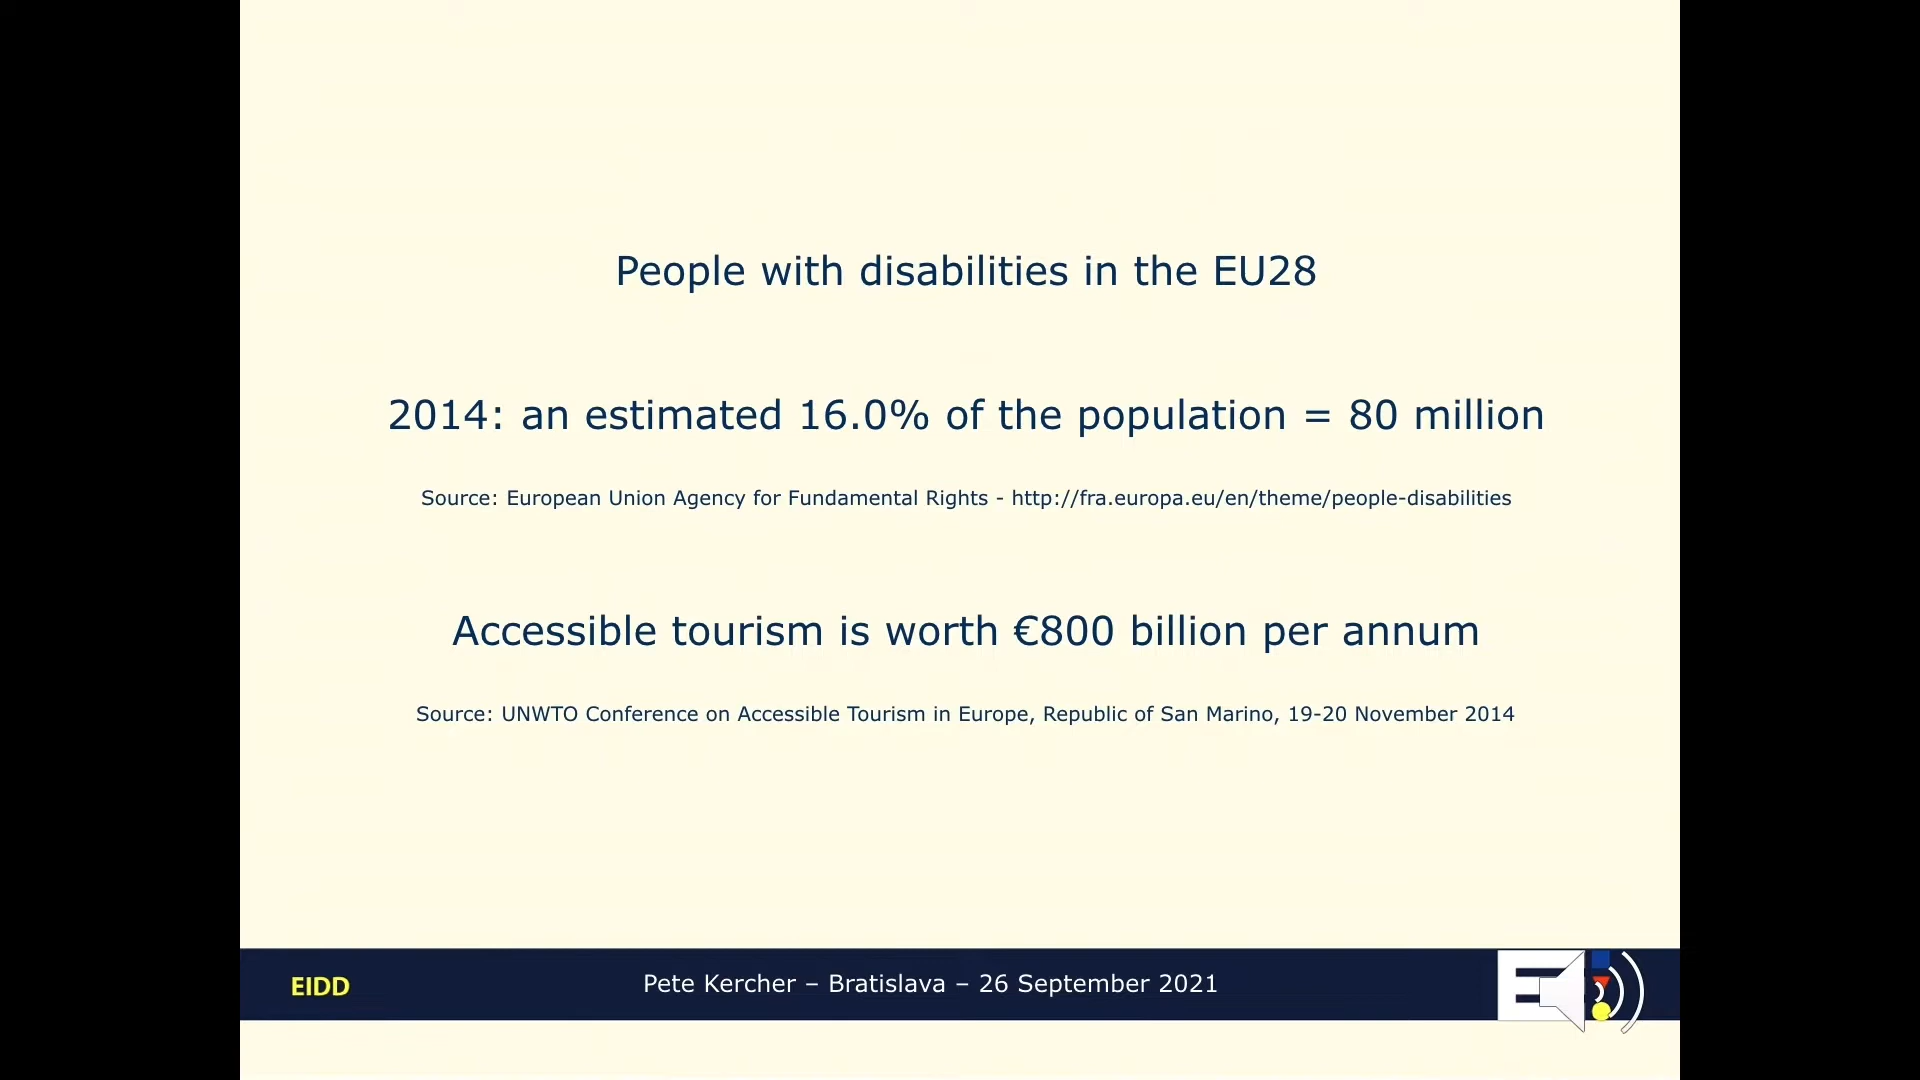 People with disabilities in the EU28
2014: an estimated 16.0% of the population = 80 million
Source: European Union Agency for Fundamental Rights - http://fra.europa.eu/en/theme/people-disabilities
Accessible tourism is worth €800 billion per annum
Source: UNWTO Conference on Accessible Tourism in Europe, Republic of San Marino, 19-20 November 2014
EIDD
Pete Kercher – Bratislava – 26 September 2021